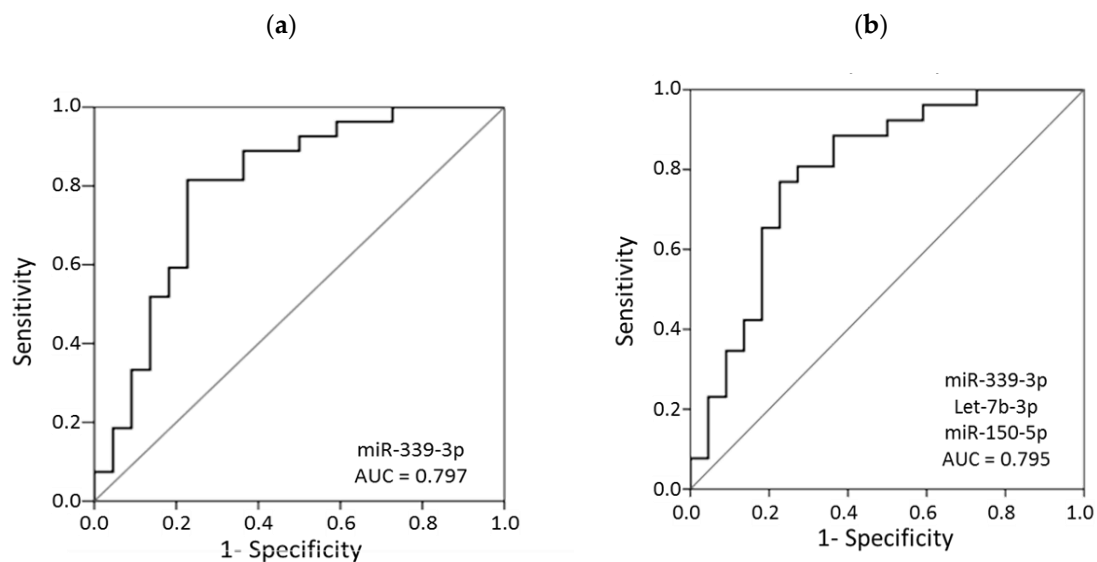 (a)
1.0
0.8
0.6
0.4
0.2
0.0
Sensitivity
miR-339-3p
AUC = 0.797
0.0 0.2 0.4 0.6 0.8 1.0
1- Specificity
(b)
1.0
0.8
0.6
0.4
0.2
0.0
Sensitivity
miR-339-3p
Let-7b-3p
miR-150-5p
AUC = 0.795
0.0 0.2 0.4 0.6 0.8 1.0
1- Specificity